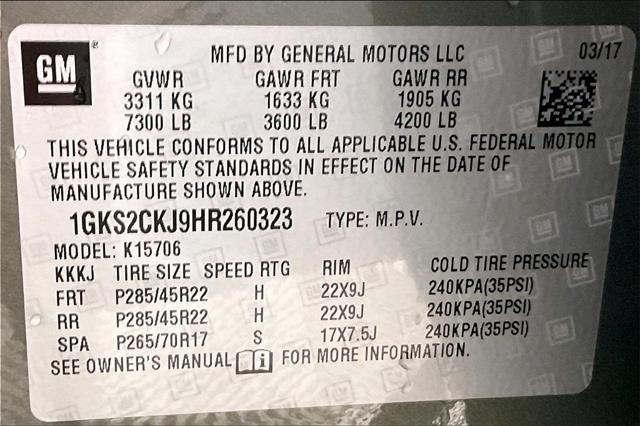 GM
MFD BY GENERAL MOTORS LLC 03/17
GVWR GAWR FRT GAWR RR
3311 KG 1633 KG 1905 KG
7300 LB 3600 LB 4200 LB
THIS VEHICLE CONFORMS TO ALL APPLICABLE U.S. FEDERAL MOTOR
VEHICLE SAFETY STANDARDS IN EFFECT ON THE DATE OF
MANUFACTURE SHOWN ABOVE.
1GKS2CKJ9HR260323 TYPE: M.P.V.
MODEL: K15706
KKKJ TIRE SIZE SPEED RTG RIM COLD TIRE PRESSURE
FRT P285/45R22 H 22X9J 240KPA(35PSI)
RR P285/45R22 H 22X9J 240KPA(35PSI)
SPA P265/70R17 S 17X7.5J 240KPA(35PSI)
SEE OWNER'S MANUAL FOR MORE INFORMATION.